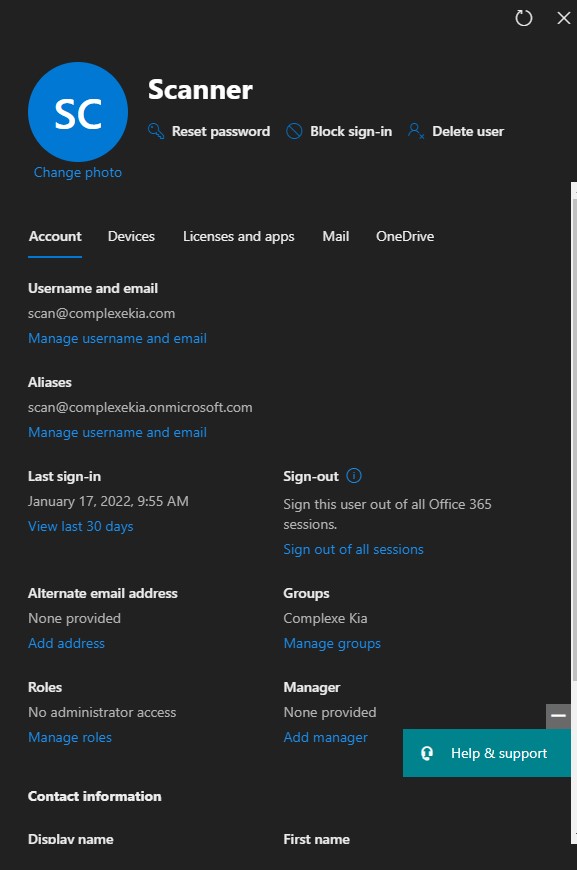 SC
Change photo
Scanner
Reset password Block sign-in Delete user
Account Devices Licenses and apps Mail OneDrive
Username and email
scan@complexekia.com
Manage username and email
Aliases
scan@complexekia.onmicrosoft.com
Manage username and email
Last sign-in
January 17, 2022, 9:55 AM
View last 30 days
Sign-out
Sign this user out of all Office 365
sessions.
Sign out of all sessions
Alternate email address
None provided
Add address
Groups
Complexe Kia
Manage groups
Roles
No administrator access
Manage roles
Manager
None provided
Add manager
Help & support
Contact information
Display name
First name